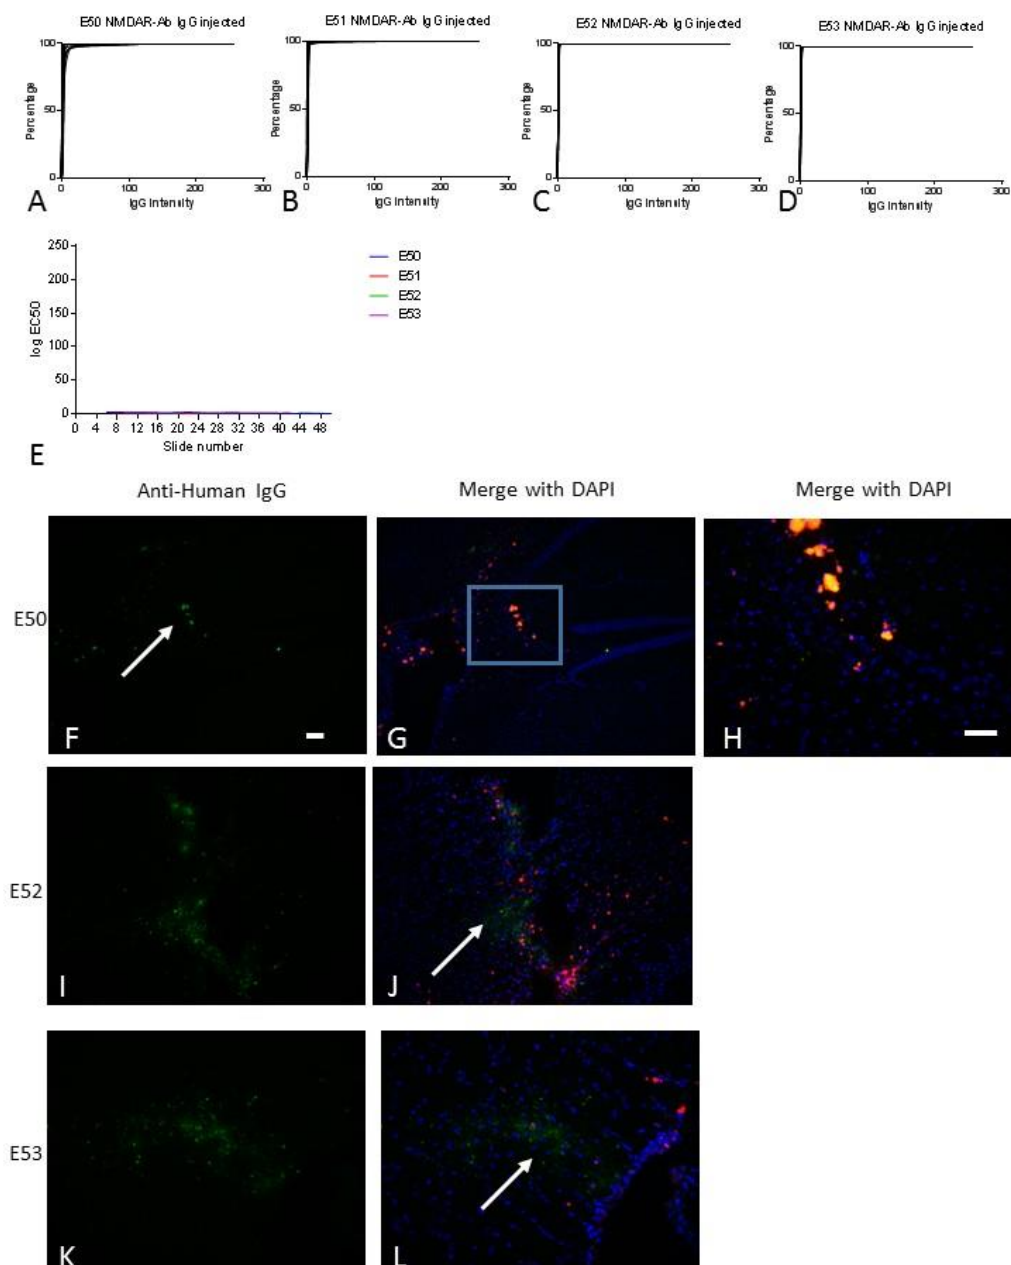 E50 NMDAR-Ab IgG injected
E51 NMDAR-Ab IgG injected
E52 NMDAR-Ab IgG injected
E53 NMDAR-Ab IgG injected
100
50
0
Percentage
0 100 200 300
IgG Intensity
A
100
50
0
Percentage
0 100 200 300
IgG Intensity
B
100
50
0
Percentage
0 100 200 300
IgG Intensity
C
100
50
0
Percentage
0 100 200 300
IgG Intensity
D
250
200
150
100
50
0
log EC50
0 4 8 12 16 20 24 28 32 36 40 44 48
Slide number
E50
E51
E52
E53
E
Anti-Human IgG
Merge with DAPI
Merge with DAPI
E50
F
G
H
E52
I
J
E53
K
L